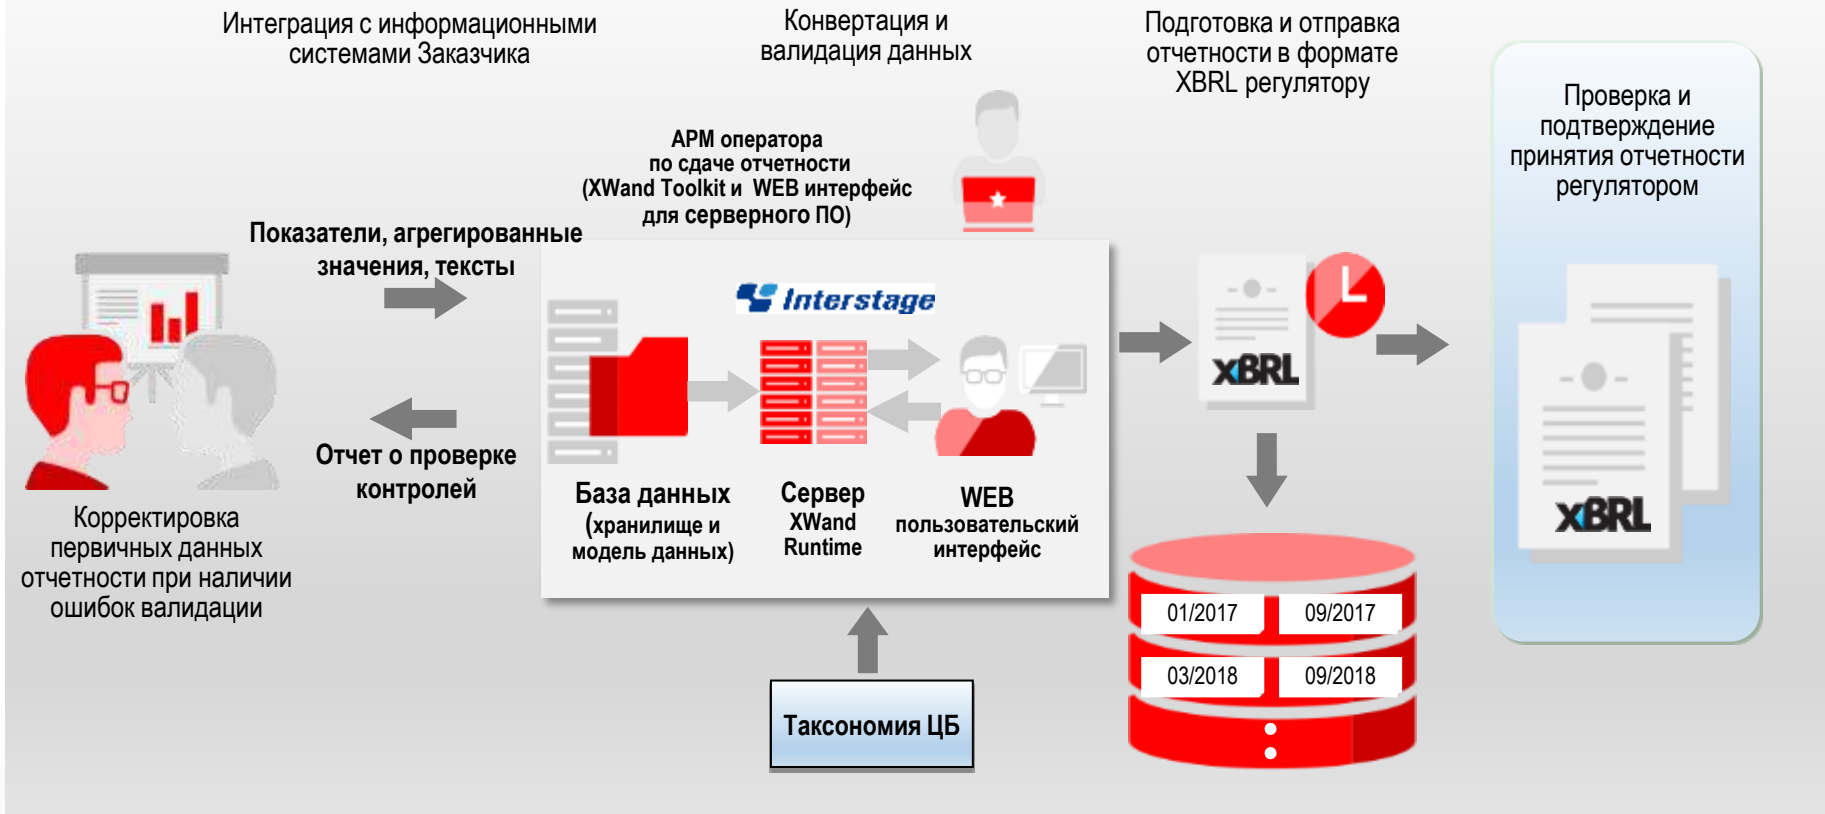 Интеграция с информационными
системами Заказчика
Конвертация и
валидация данных
Подготовка и отправка
отчетности в формате
XBRL регулятору
Проверка и
подтверждение
принятия отчетности
регулятором
АРМ оператора
по сдаче отчетности
(XWand Toolkit и WEB интерфейс
для серверного ПО)
Показатели, агрегированные
значения, тексты
Interstage
XBRL
Отчет о проверке
контролей
База данных
(хранилище и
модель данных)
Сервер
XWand
Runtime
WEB
пользовательский
интерфейс
XBRL
Корректировка
первичных данных
отчетности при наличии
ошибок валидации
01/2017
09/2017
03/2018
09/2018
Таксономия ЦБ